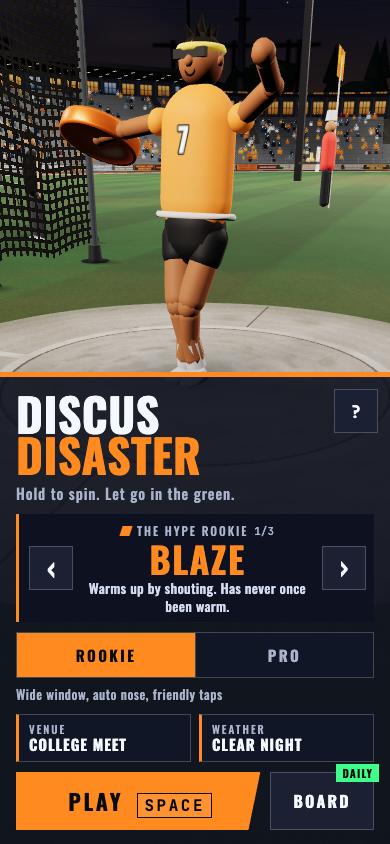 7
DISCUS
DISASTER
?
Hold to spin. Let go in the green.
THE HYPE ROOKIE 1/3
‹ BLAZE ›
Warms up by shouting. Has never once
been warm.
ROOKIE PRO
Wide window, auto nose, friendly taps
VENUE
COLLEGE MEET
WEATHER
CLEAR NIGHT
PLAY SPACE
DAILY
BOARD